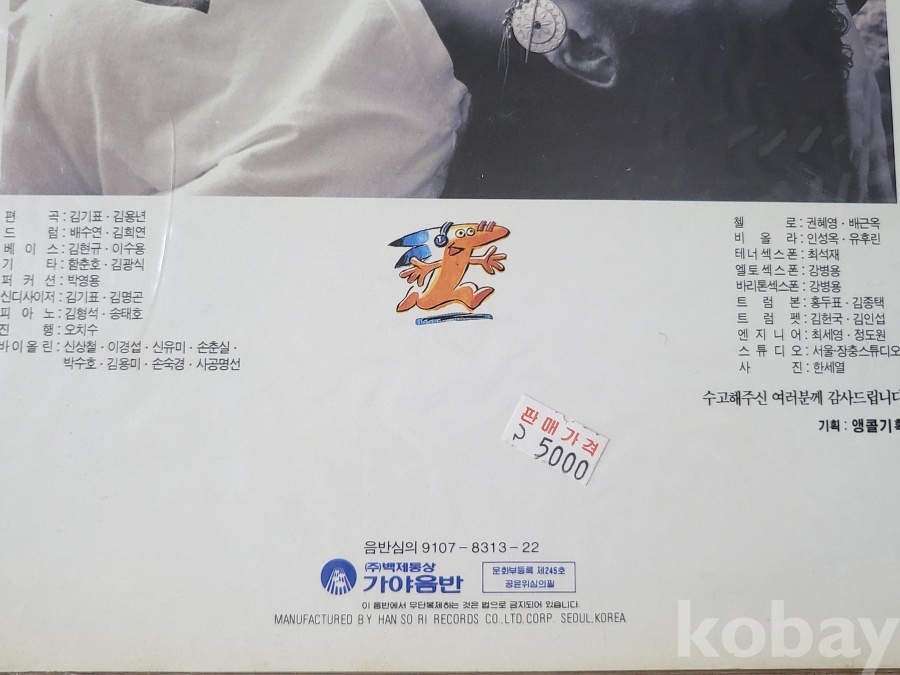 편 곡 : 김기표 · 김용년
드 럼 : 배수연 · 김희연
베 이 스 : 김현규 · 이수용
기 타 : 함춘호 · 김광식
퍼 커 션 : 박영용
신디사이저 : 김기표 · 김명곤
피 아 노 : 김형석 · 송태호
진 행 : 오치수
바 이 올 린 : 신상철 · 이경섭 · 신유미 · 손춘실 ·
박수호 · 김용미 · 손숙경 · 사공명선
첼 로 : 권혜영 · 배근옥
비 올 라 : 인성옥 · 유후린
테너섹스폰 : 최석재
엘토섹스폰 : 강병용
바리톤섹스폰 : 강병용
트 럼 본 : 홍두표 · 김종택
트 럼 펫 : 김헌국 · 김인섭
엔 지 니 어 : 최세영 · 정도원
스 튜 디 오 : 서울·장충스튜디오
사 진 : 한세열
수고해주신 여러분께 감사드립니다
기획 : 앵콜기획
판매가격
5000
음반심의 9107-8313-22
(주)백제통상
가야음반
문화부등록 제245호
공윤위심의필
이 음반에서 무단복제하는 것은 법으로 금지되어 있습니다.
MANUFACTURED BY HAN SO RI RECORDS CO.,LTD.CORP. SEOUL.KOREA
kobay